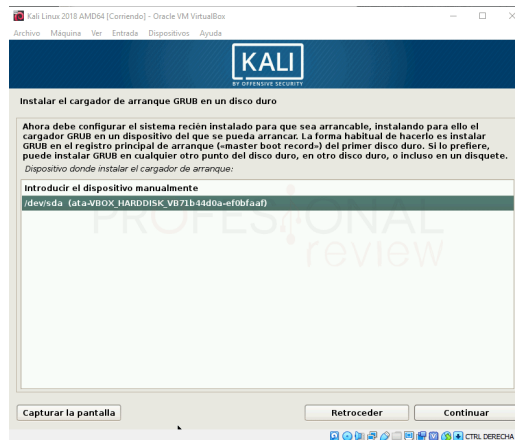 Kali Linux 2018 AMD64 [Corriendo] - Oracle VM VirtualBox
Archivo Máquina Ver Entrada Dispositivos Ayuda
KALI
BY OFFENSIVE SECURITY
Instalar el cargador de arranque GRUB en un disco duro
Ahora debe configurar el sistema recién instalado para que sea arrancable, instalando para ello el
cargador GRUB en un dispositivo del que se pueda arrancar. La forma habitual de hacerlo es instalar
GRUB en el registro principal de arranque («master boot record») del primer disco duro. Si lo prefiere,
puede instalar GRUB en cualquier otro punto del disco duro, en otro disco duro, o incluso en un disquete.
Dispositivo donde instalar el cargador de arranque:
Introducir el dispositivo manualmente
/dev/sda (ata-VBOX_HARDDISK_VB71b44d0a-ef0bfaaf)
PROFESIONAL
review
Capturar la pantalla
Retroceder
Continuar
CTRL DERECHA